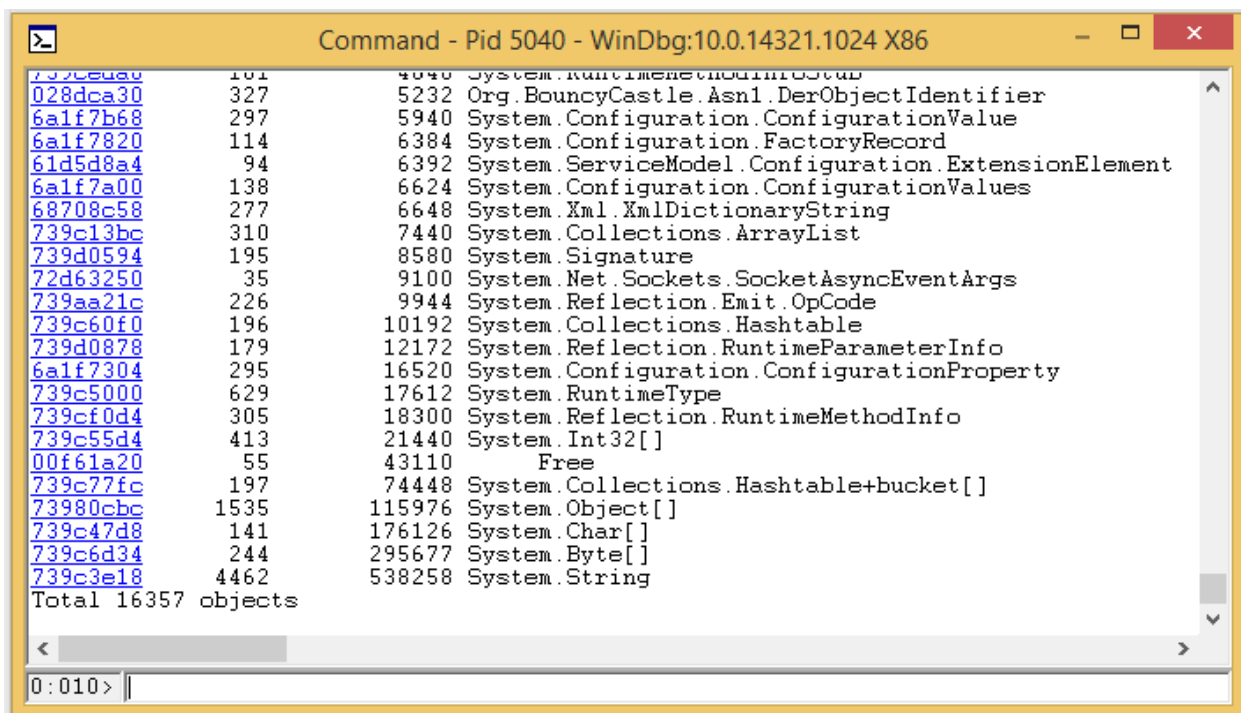 Command - Pid 5040 - WinDbg:10.0.14321.1024 X86
739ceda0 101 4040 System.RuntimeMethodInfoStub
028dca30 327 5232 Org.BouncyCastle.Asn1.DerObjectIdentifier
6a1f7b68 297 5940 System.Configuration.ConfigurationValue
6a1f7820 114 6384 System.Configuration.FactoryRecord
61d5d8a4 94 6392 System.ServiceModel.Configuration.ExtensionElement
6a1f7a00 138 6624 System.Configuration.ConfigurationValues
68708c58 277 6648 System.Xml.XmlDictionaryString
739c13bc 310 7440 System.Collections.ArrayList
739d0594 195 8580 System.Signature
72d63250 35 9100 System.Net.Sockets.SocketAsyncEventArgs
739aa21c 226 9944 System.Reflection.Emit.OpCode
739c60f0 196 10192 System.Collections.Hashtable
739d0878 179 12172 System.Reflection.RuntimeParameterInfo
6a1f7304 295 16520 System.Configuration.ConfigurationProperty
739c5000 629 17612 System.RuntimeType
739cf0d4 305 18300 System.Reflection.RuntimeMethodInfo
739c55d4 413 21440 System.Int32[]
00f61a20 55 43110 Free
739c77fc 197 74448 System.Collections.Hashtable+bucket[]
73980cbc 1535 115976 System.Object[]
739c47d8 141 176126 System.Char[]
739c6d34 244 295677 System.Byte[]
739c3e18 4462 538258 System.String
Total 16357 objects
0:010>